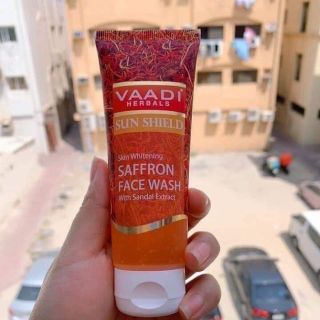 VAADI
HERBALS
SUN SHIELD
Skin Whitening
SAFFRON
FACE WASH
With Sandal Extract